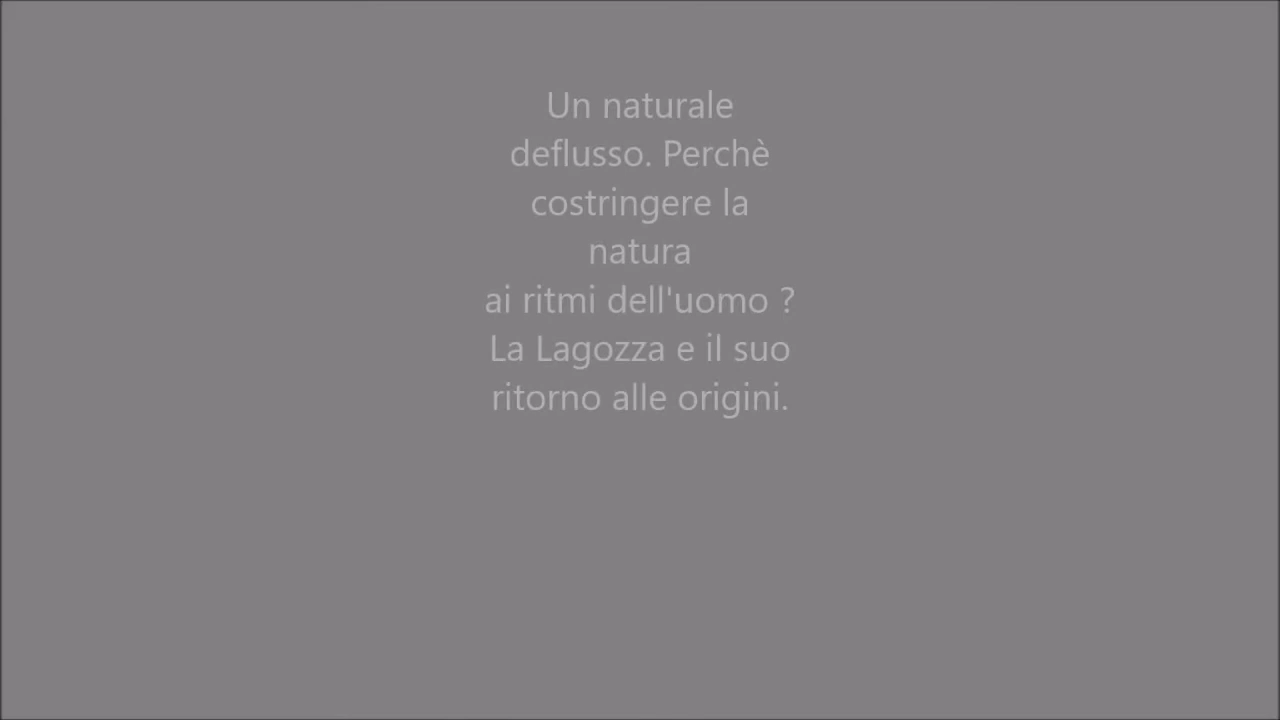 Un naturale
deflusso. Perchè
costringere la
natura
ai ritmi dell'uomo ?
La Lagozza e il suo
ritorno alle origini.